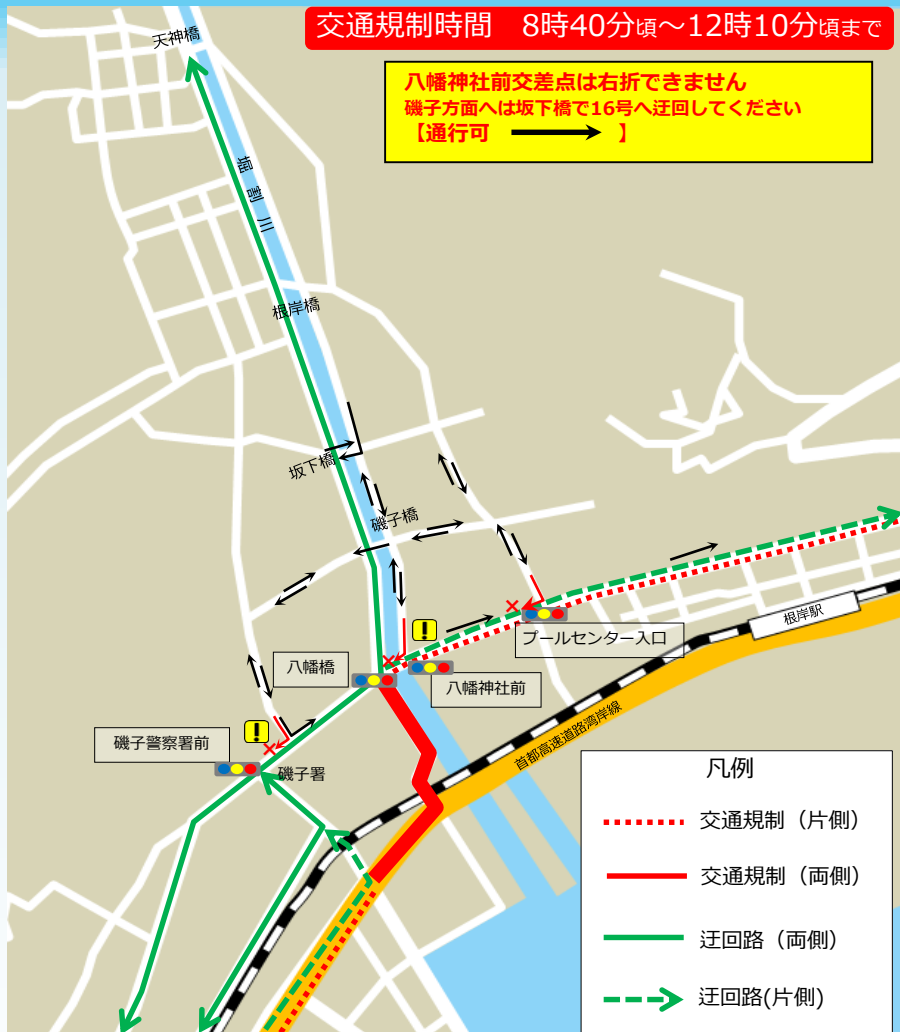 交通規制時間　8時40分頃～12時10分頃まで
天神橋
八幡神社前交差点は右折できません
磯子方面へは坂下橋で16号へ迂回してください
【通行可　　　　】
堀割川
根岸橋
坂下橋
磯子橋
根岸駅
!
プールセンター入口
八幡橋
八幡神社前
首都高速道路湾岸線
!
磯子警察署前
磯子署
凡例
交通規制（片側）
交通規制（両側）
迂回路（両側）
迂回路(片側)